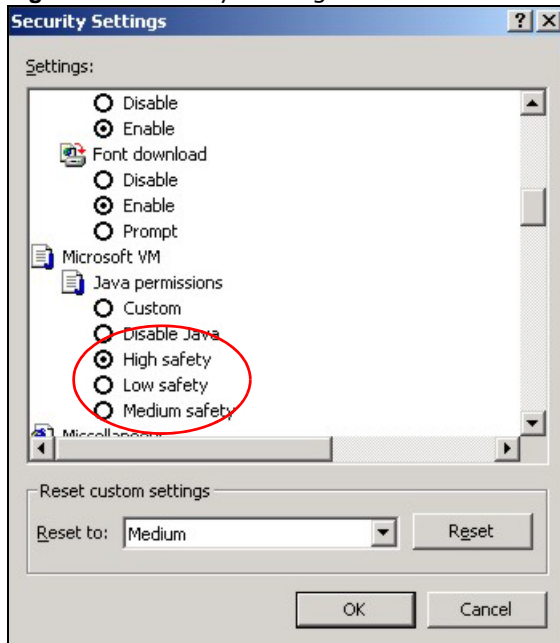 Security Settings
Settings:
Disable
Enable
Font download
Disable
Enable
Prompt
Microsoft VM
Java permissions
Custom
Disable Java
High safety
Low safety
Medium safety
Miscellaneous
Reset custom settings
Reset to: Medium Reset
OK Cancel